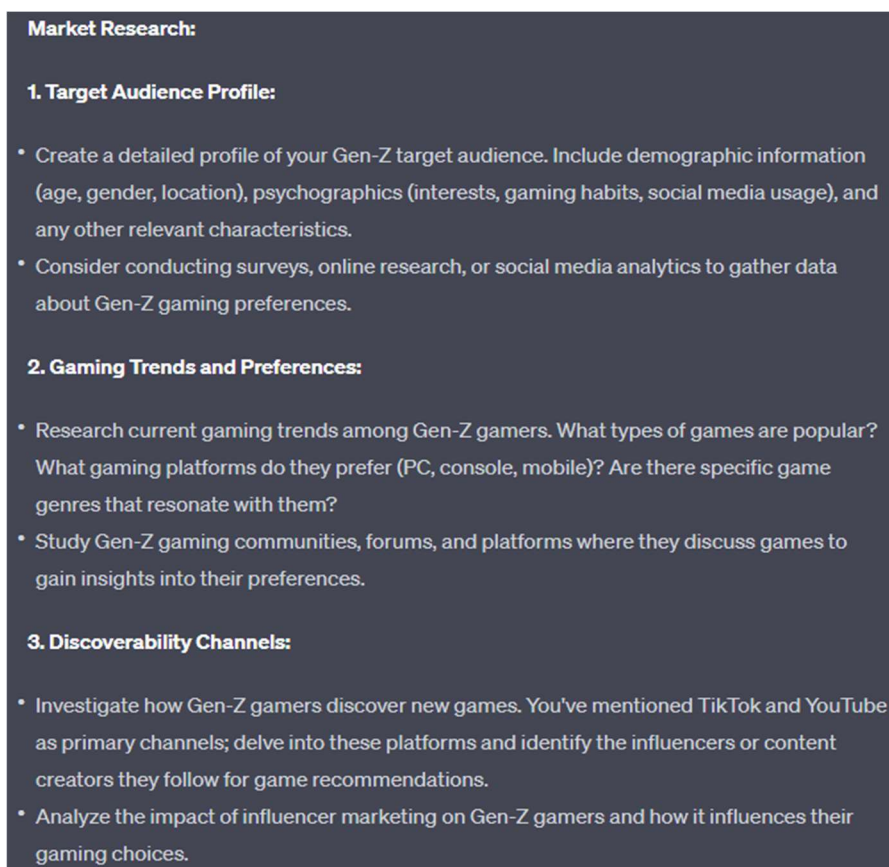 Market Research:
1. Target Audience Profile:
• Create a detailed profile of your Gen-Z target audience. Include demographic information
(age, gender, location), psychographics (interests, gaming habits, social media usage), and
any other relevant characteristics.
• Consider conducting surveys, online research, or social media analytics to gather data
about Gen-Z gaming preferences.
2. Gaming Trends and Preferences:
• Research current gaming trends among Gen-Z gamers. What types of games are popular?
What gaming platforms do they prefer (PC, console, mobile)? Are there specific game
genres that resonate with them?
• Study Gen-Z gaming communities, forums, and platforms where they discuss games to
gain insights into their preferences.
3. Discoverability Channels:
• Investigate how Gen-Z gamers discover new games. You've mentioned TikTok and YouTube
as primary channels; delve into these platforms and identify the influencers or content
creators they follow for game recommendations.
• Analyze the impact of influencer marketing on Gen-Z gamers and how it influences their
gaming choices.